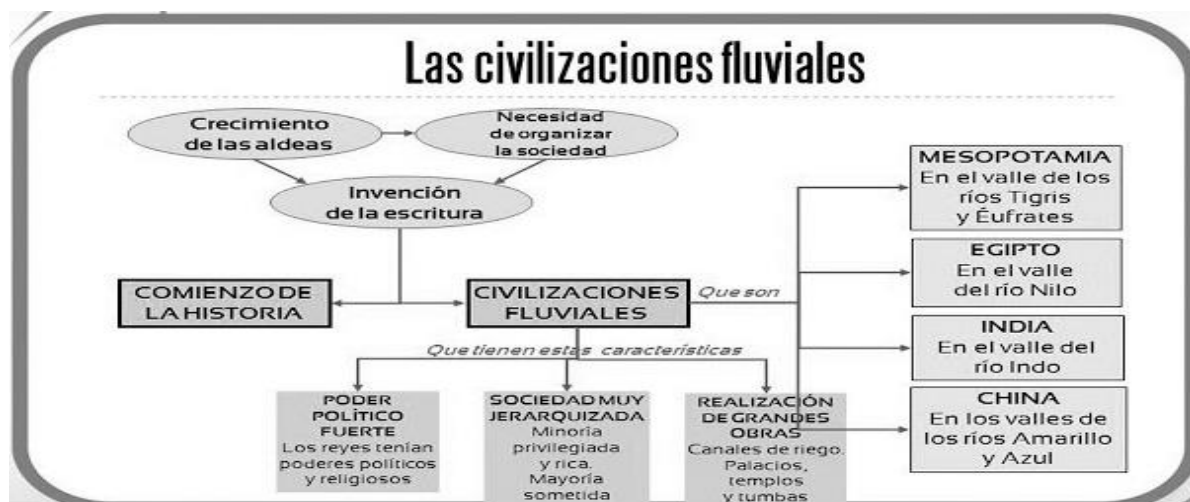 Las civilizaciones fluviales
Crecimiento
de las aldeas
Necesidad
de organizar
la sociedad
Invención
de la escritura
COMIENZO DE
LA HISTORIA
CIVILIZACIONES
FLUVIALES
Que son
MESOPOTAMIA
En el valle de los
ríos Tigris
y Éufrates
EGIPTO
En el valle
del río Nilo
INDIA
En el valle del
río Indo
CHINA
En los valles de
los ríos Amarillo
y Azul
Que tienen estas características
PODER
POLÍTICO
FUERTE
Los reyes tenían
poderes políticos
y religiosos
SOCIEDAD MUY
JERARQUIZADA
Minoría
privilegiada
y rica.
Mayoría
sometida
REALIZACIÓN
DE GRANDES
OBRAS
Canales de riego.
Palacios,
templos
y tumbas